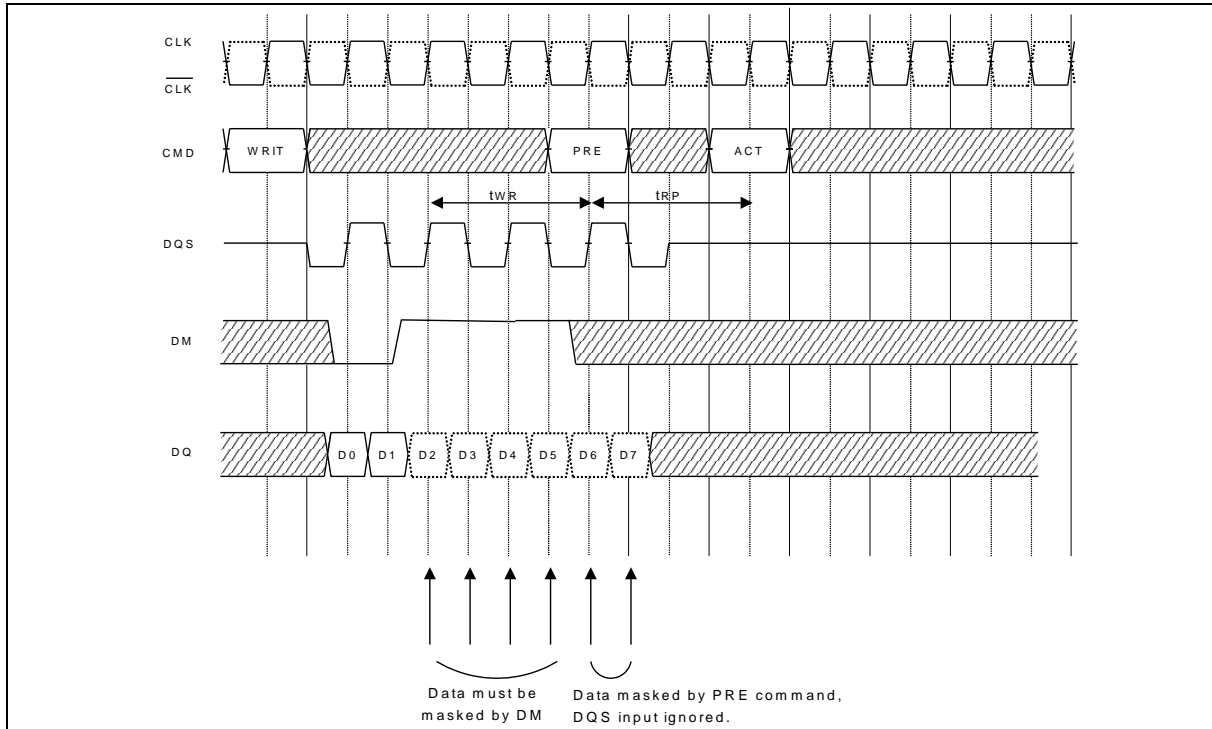 CLK
CLK
CMD WRIT PRE ACT
tWR tRP
DQS
DM
DQ D0 D1 D2 D3 D4 D5 D6 D7
Data must be masked by DM
Data masked by PRE command, DQS input ignored.